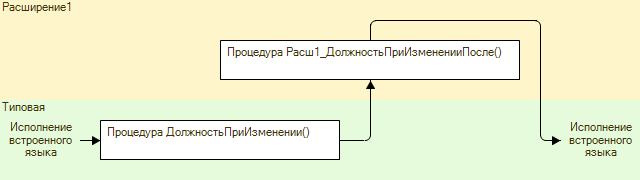 Расширение1
Процедура Расш1_ДолжностьПриИзмененииПосле()
Типовая
Исполнение
встроенного
языка
Процедура ДолжностьПриИзменении()
Исполнение
встроенного
языка